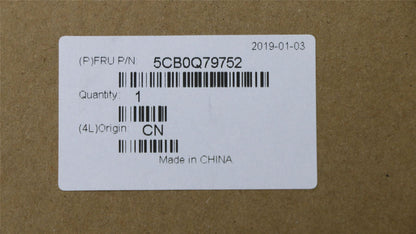 2019-01-03
(P)FRU P/N: 5CB0Q79752
Quantity: 1
(4L)Origin: CN
Made in CHINA